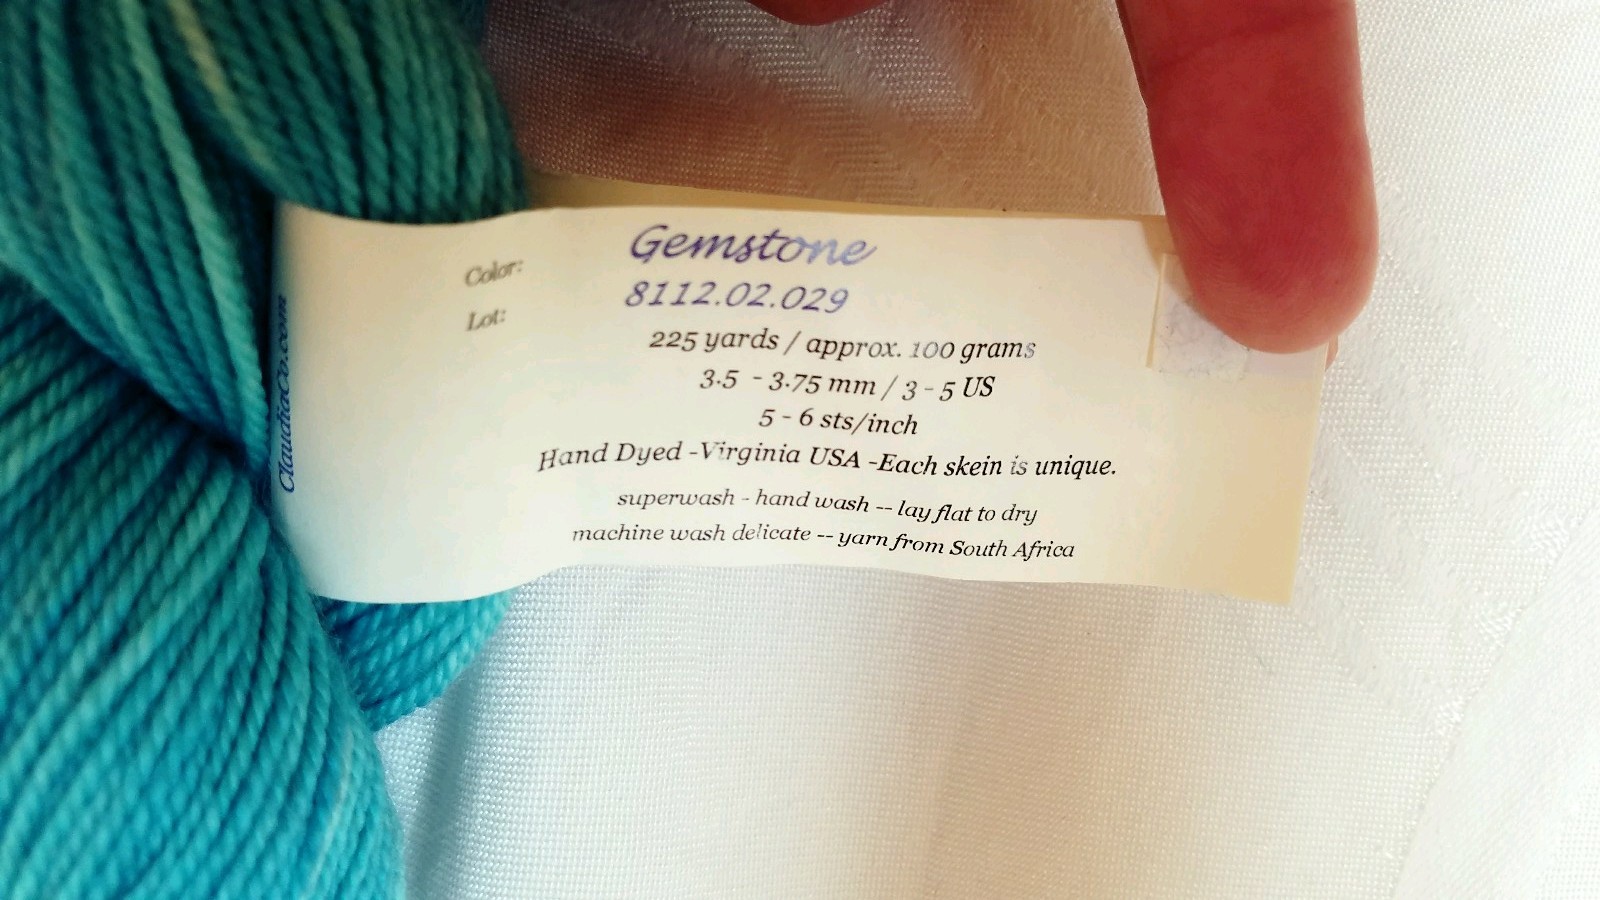 Color: Gemstone
Lot: 8112.02.029
225 yards / approx. 100 grams
3.5 - 3.75 mm / 3 - 5 US
5 - 6 sts/inch
Hand Dyed -Virginia USA -Each skein is unique.
superwash - hand wash -- lay flat to dry
machine wash delicate -- yarn from South Africa
ClaudiaCo.com